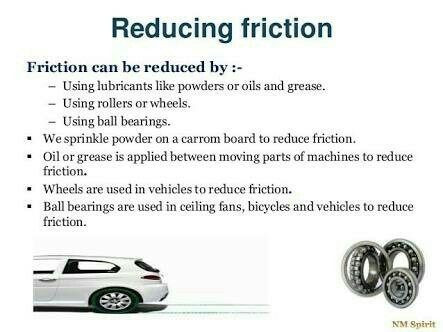 Reducing friction
Friction can be reduced by :-
– Using lubricants like powders or oils and grease.
– Using rollers or wheels.
– Using ball bearings.
▪ We sprinkle powder on a carrom board to reduce friction.
▪ Oil or grease is applied between moving parts of machines to reduce
friction.
▪ Wheels are used in vehicles to reduce friction.
▪ Ball bearings are used in ceiling fans, bicycles and vehicles to reduce
friction.
NM Spirit